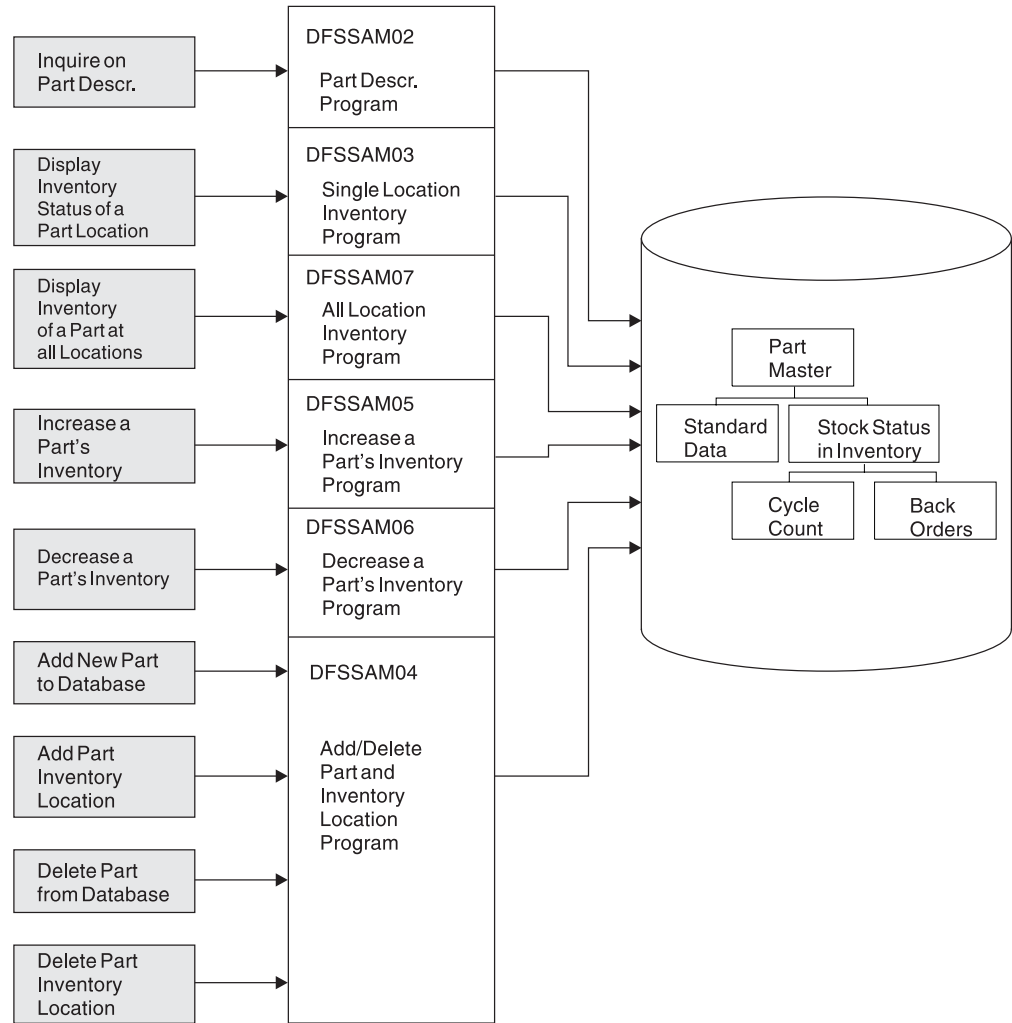 Inquire on
Part Descr.
Display
Inventory
Status of a
Part Location
Display
Inventory
of a Part at
all Locations
Increase a
Part's
Inventory
Decrease a
Part's Inventory
Add New Part
to Database
Add Part
Inventory
Location
Delete Part
from Database
Delete Part
Inventory
Location
DFSSAM02
Part Descr.
Program
DFSSAM03
Single Location
Inventory
Program
DFSSAM07
All Location
Inventory
Program
DFSSAM05
Increase a
Part's Inventory
Program
DFSSAM06
Decrease a
Part's Inventory
Program
DFSSAM04
Add/Delete
Part and
Inventory
Location
Program
Part
Master
Standard
Data
Stock Status
in Inventory
Cycle
Count
Back
Orders